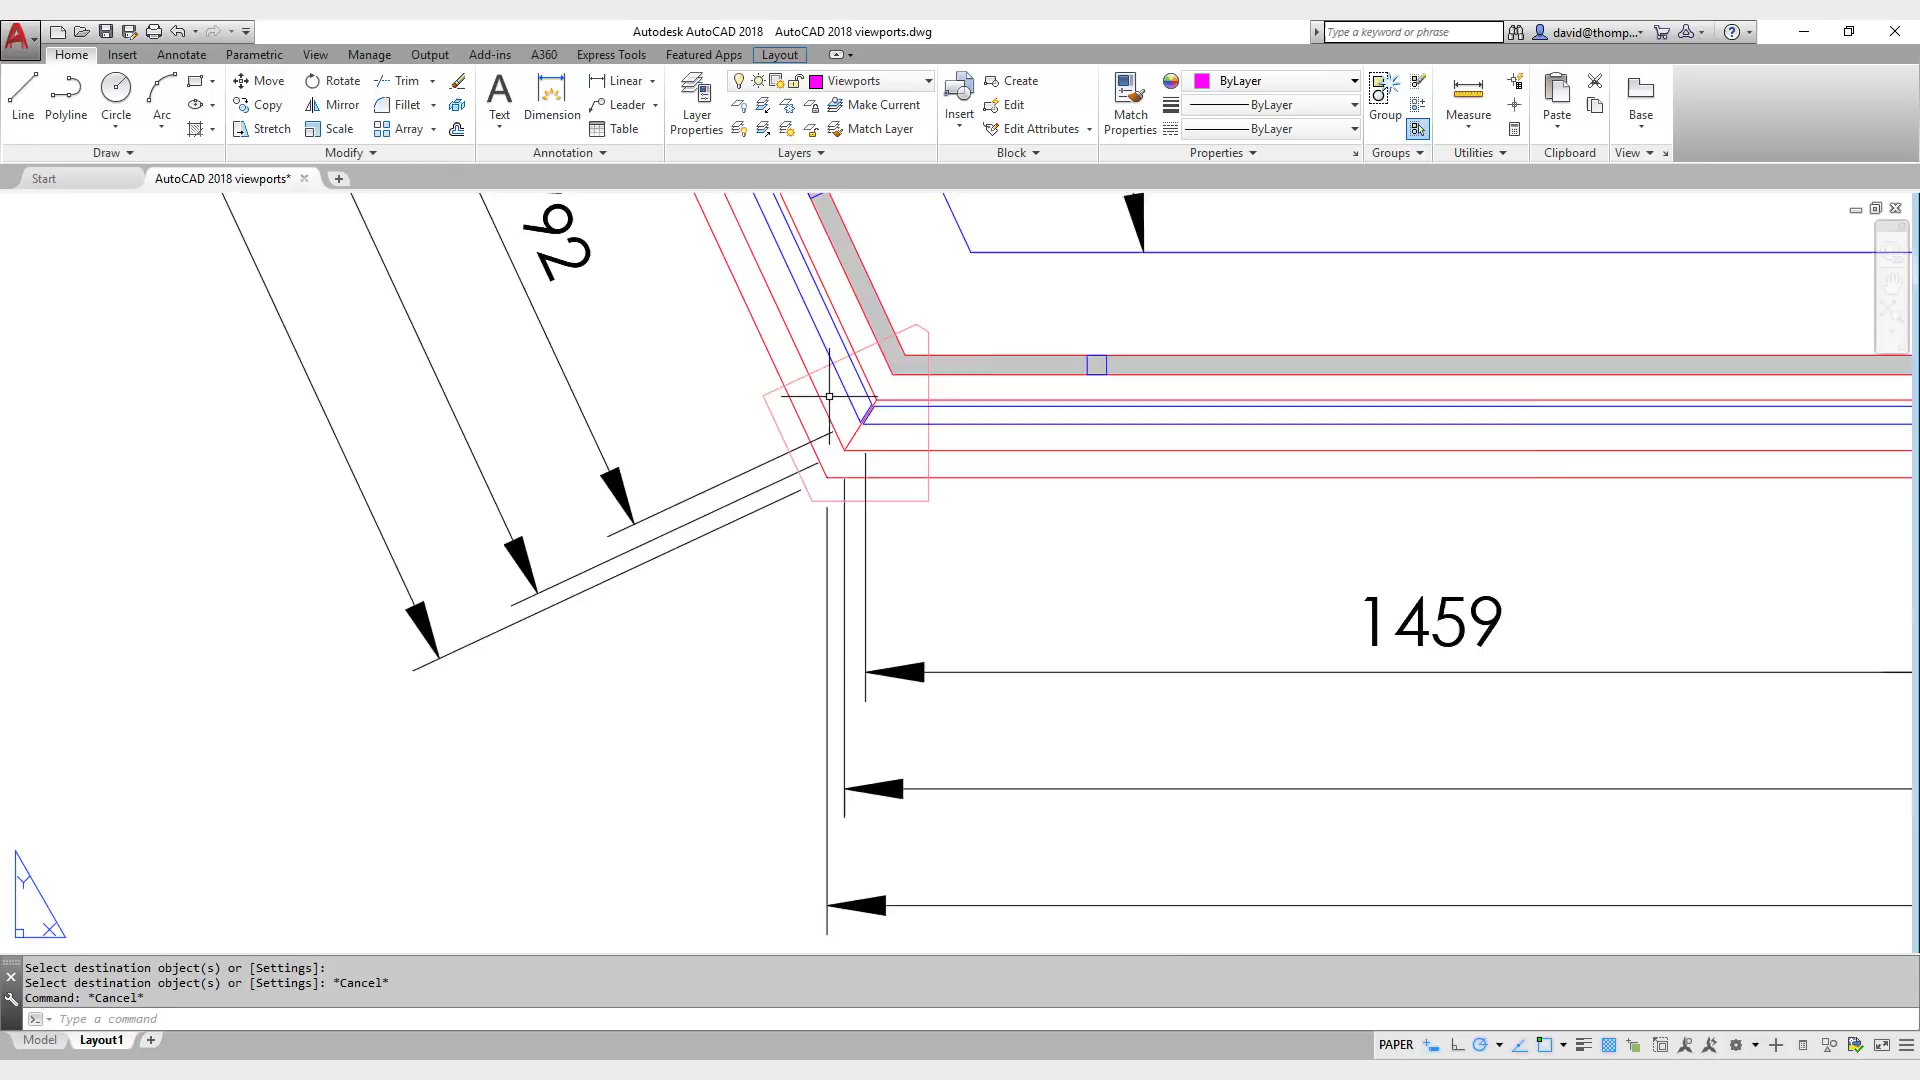 Autodesk AutoCAD 2018 AutoCAD 2018 viewports.dwg
Type a keyword or phrase
david@thomp...
Home Insert Annotate Parametric View Manage Output Add-ins A360 Express Tools Featured Apps Layout
Line Polyline Circle Arc
Draw
Move Rotate Trim
Copy Mirror Fillet
Stretch Scale Array
Modify
Text Dimension
Linear
Leader
Table
Annotation
Layer Properties
Viewports
Make Current
Match Layer
Layers
Insert
Create
Edit
Edit Attributes
Block
Match Properties
ByLayer
ByLayer
ByLayer
Properties
Group
Groups
Measure
Utilities
Paste
Clipboard
Base
View
Start AutoCAD 2018 viewports*
92
1459
Y
X
Select destination object(s) or [Settings]:
Select destination object(s) or [Settings]: *Cancel*
Command: *Cancel*
Type a command
Model Layout1
PAPER